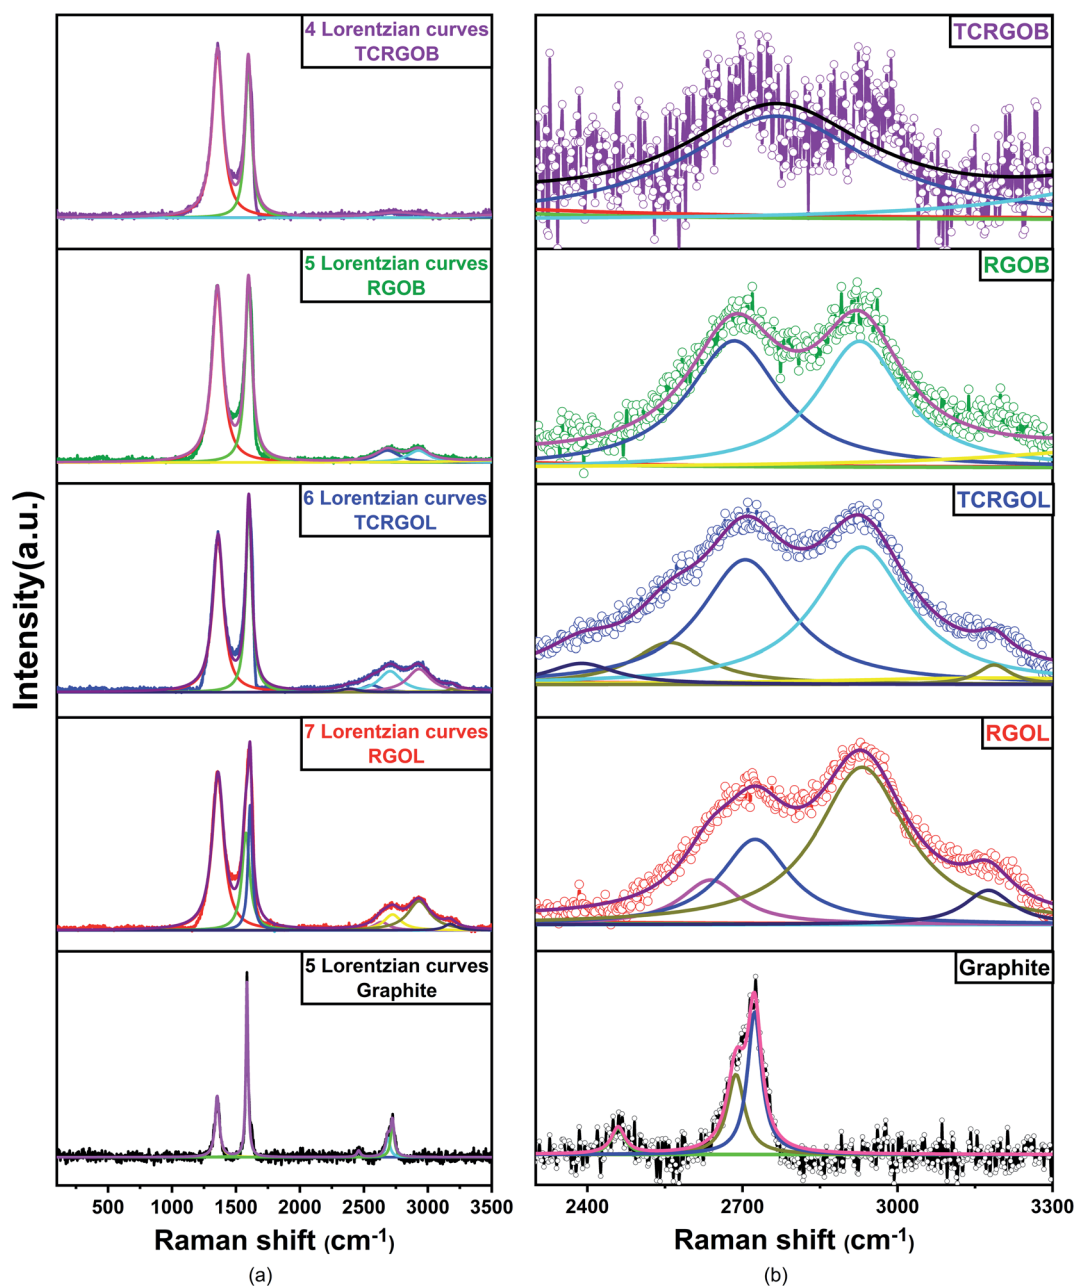 4 Lorentzian curves
TCRGOB
TCRGOB
5 Lorentzian curves
RGOB
RGOB
6 Lorentzian curves
TCRGOL
TCRGOL
7 Lorentzian curves
RGOL
RGOL
5 Lorentzian curves
Graphite
Graphite
Intensity(a.u.)
500 1000 1500 2000 2500 3000 3500
2400 2700 3000 3300
Raman shift (cm⁻¹)
Raman shift (cm⁻¹)
(a)
(b)